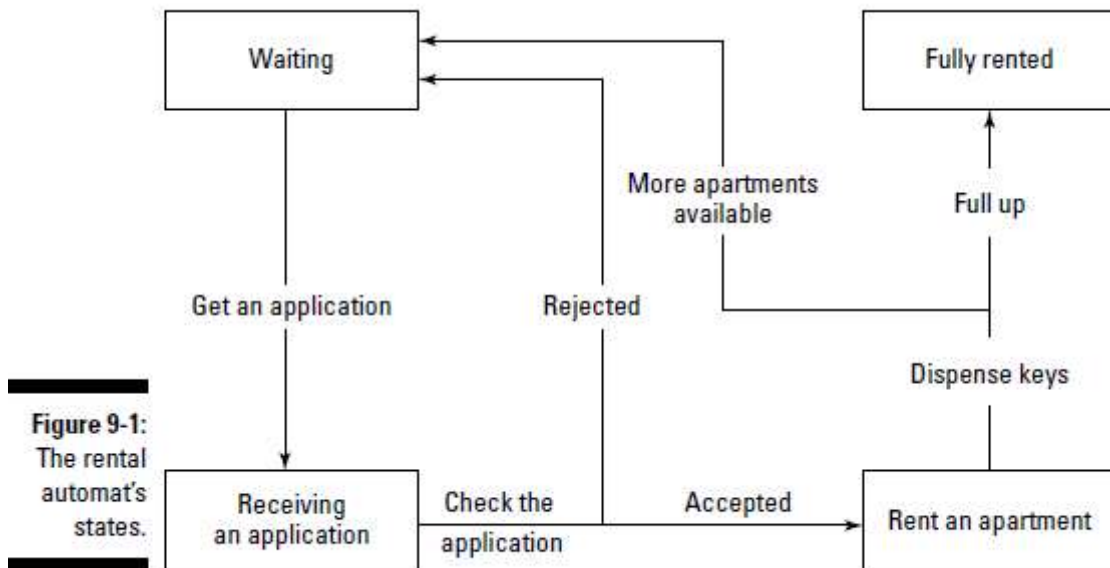 Waiting
Fully rented
More apartments
available
Full up
Get an application
Rejected
Dispense keys
Figure 9-1:
The rental
automat's
states.
Receiving
an application
Check the
application
Accepted
Rent an apartment